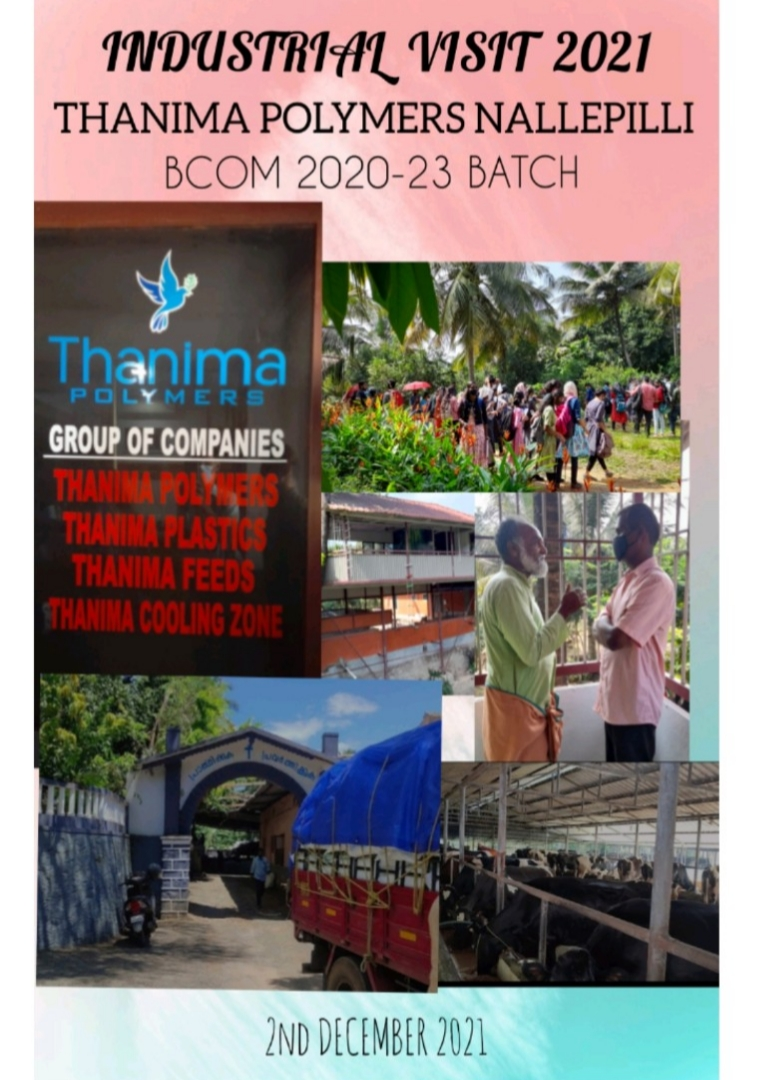 INDUSTRIAL VISIT 2021
THANIMA POLYMERS NALLEPILLI
BCOM 2020-23 BATCH
Thanima
POLYMERS
GROUP OF COMPANIES
THANIMA POLYMERS
THANIMA PLASTICS
THANIMA FEEDS
THANIMA COOLING ZONE
2ND DECEMBER 2021